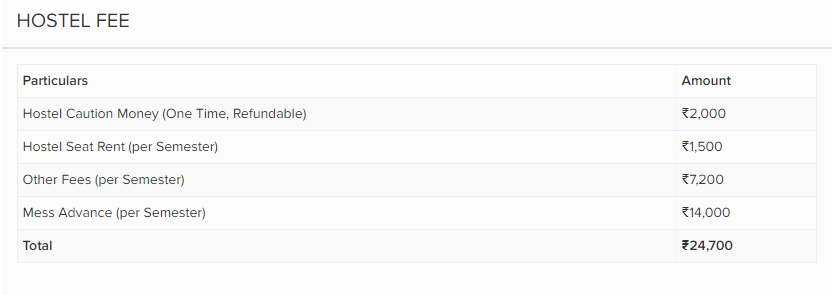 HOSTEL FEE
Particulars Amount
Hostel Caution Money (One Time, Refundable) ₹2,000
Hostel Seat Rent (per Semester) ₹1,500
Other Fees (per Semester) ₹7,200
Mess Advance (per Semester) ₹14,000
Total ₹24,700